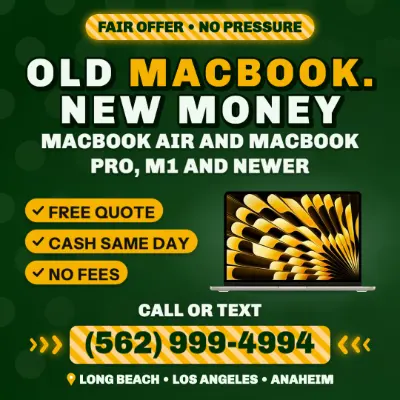 FAIR OFFER • NO PRESSURE
OLD MACBOOK.
NEW MONEY
MACBOOK AIR AND MACBOOK
PRO, M1 AND NEWER
FREE QUOTE
CASH SAME DAY
NO FEES
CALL OR TEXT
(562) 999-4994
LONG BEACH • LOS ANGELES • ANAHEIM